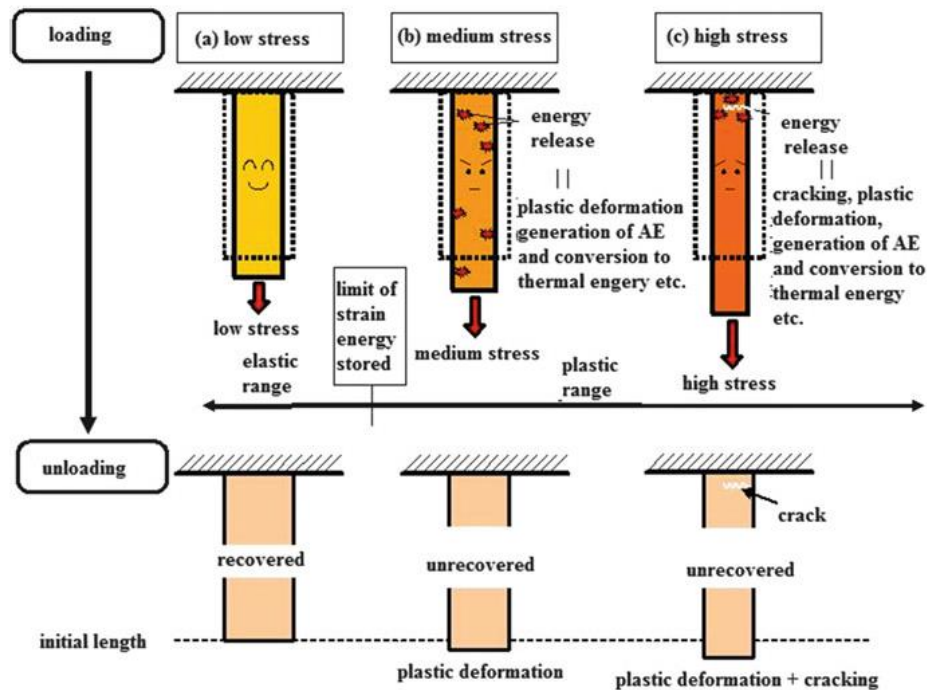 loading
(a) low stress
(b) medium stress
(c) high stress
energy
release
||
plastic deformation
generation of AE
and conversion to
thermal engery etc.
energy
release
||
cracking, plastic
deformation,
generation of AE
and conversion to
thermal energy
etc.
low stress
medium stress
high stress
limit of
strain
energy
stored
elastic
range
plastic
range
unloading
crack
recovered
unrecovered
unrecovered
initial length
plastic deformation
plastic deformation + cracking